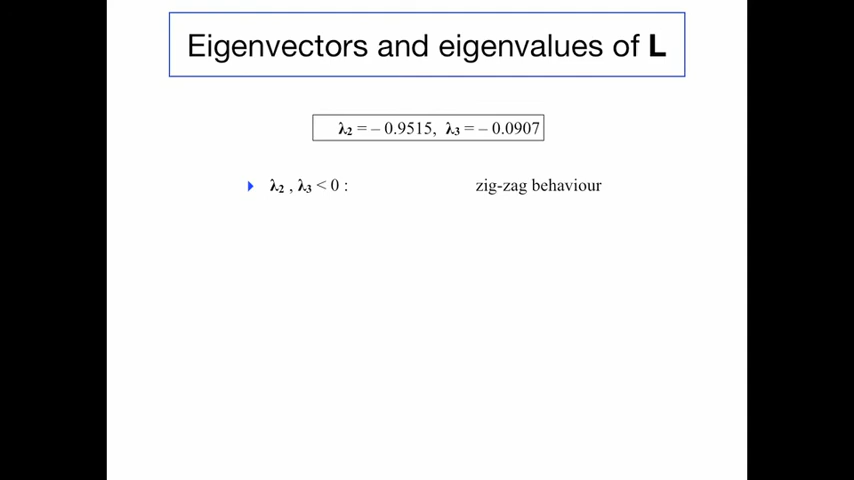 Eigenvectors and eigenvalues of L
λ₂ = – 0.9515, λ₃ = – 0.0907
λ₂ , λ₃ < 0 : zig-zag behaviour